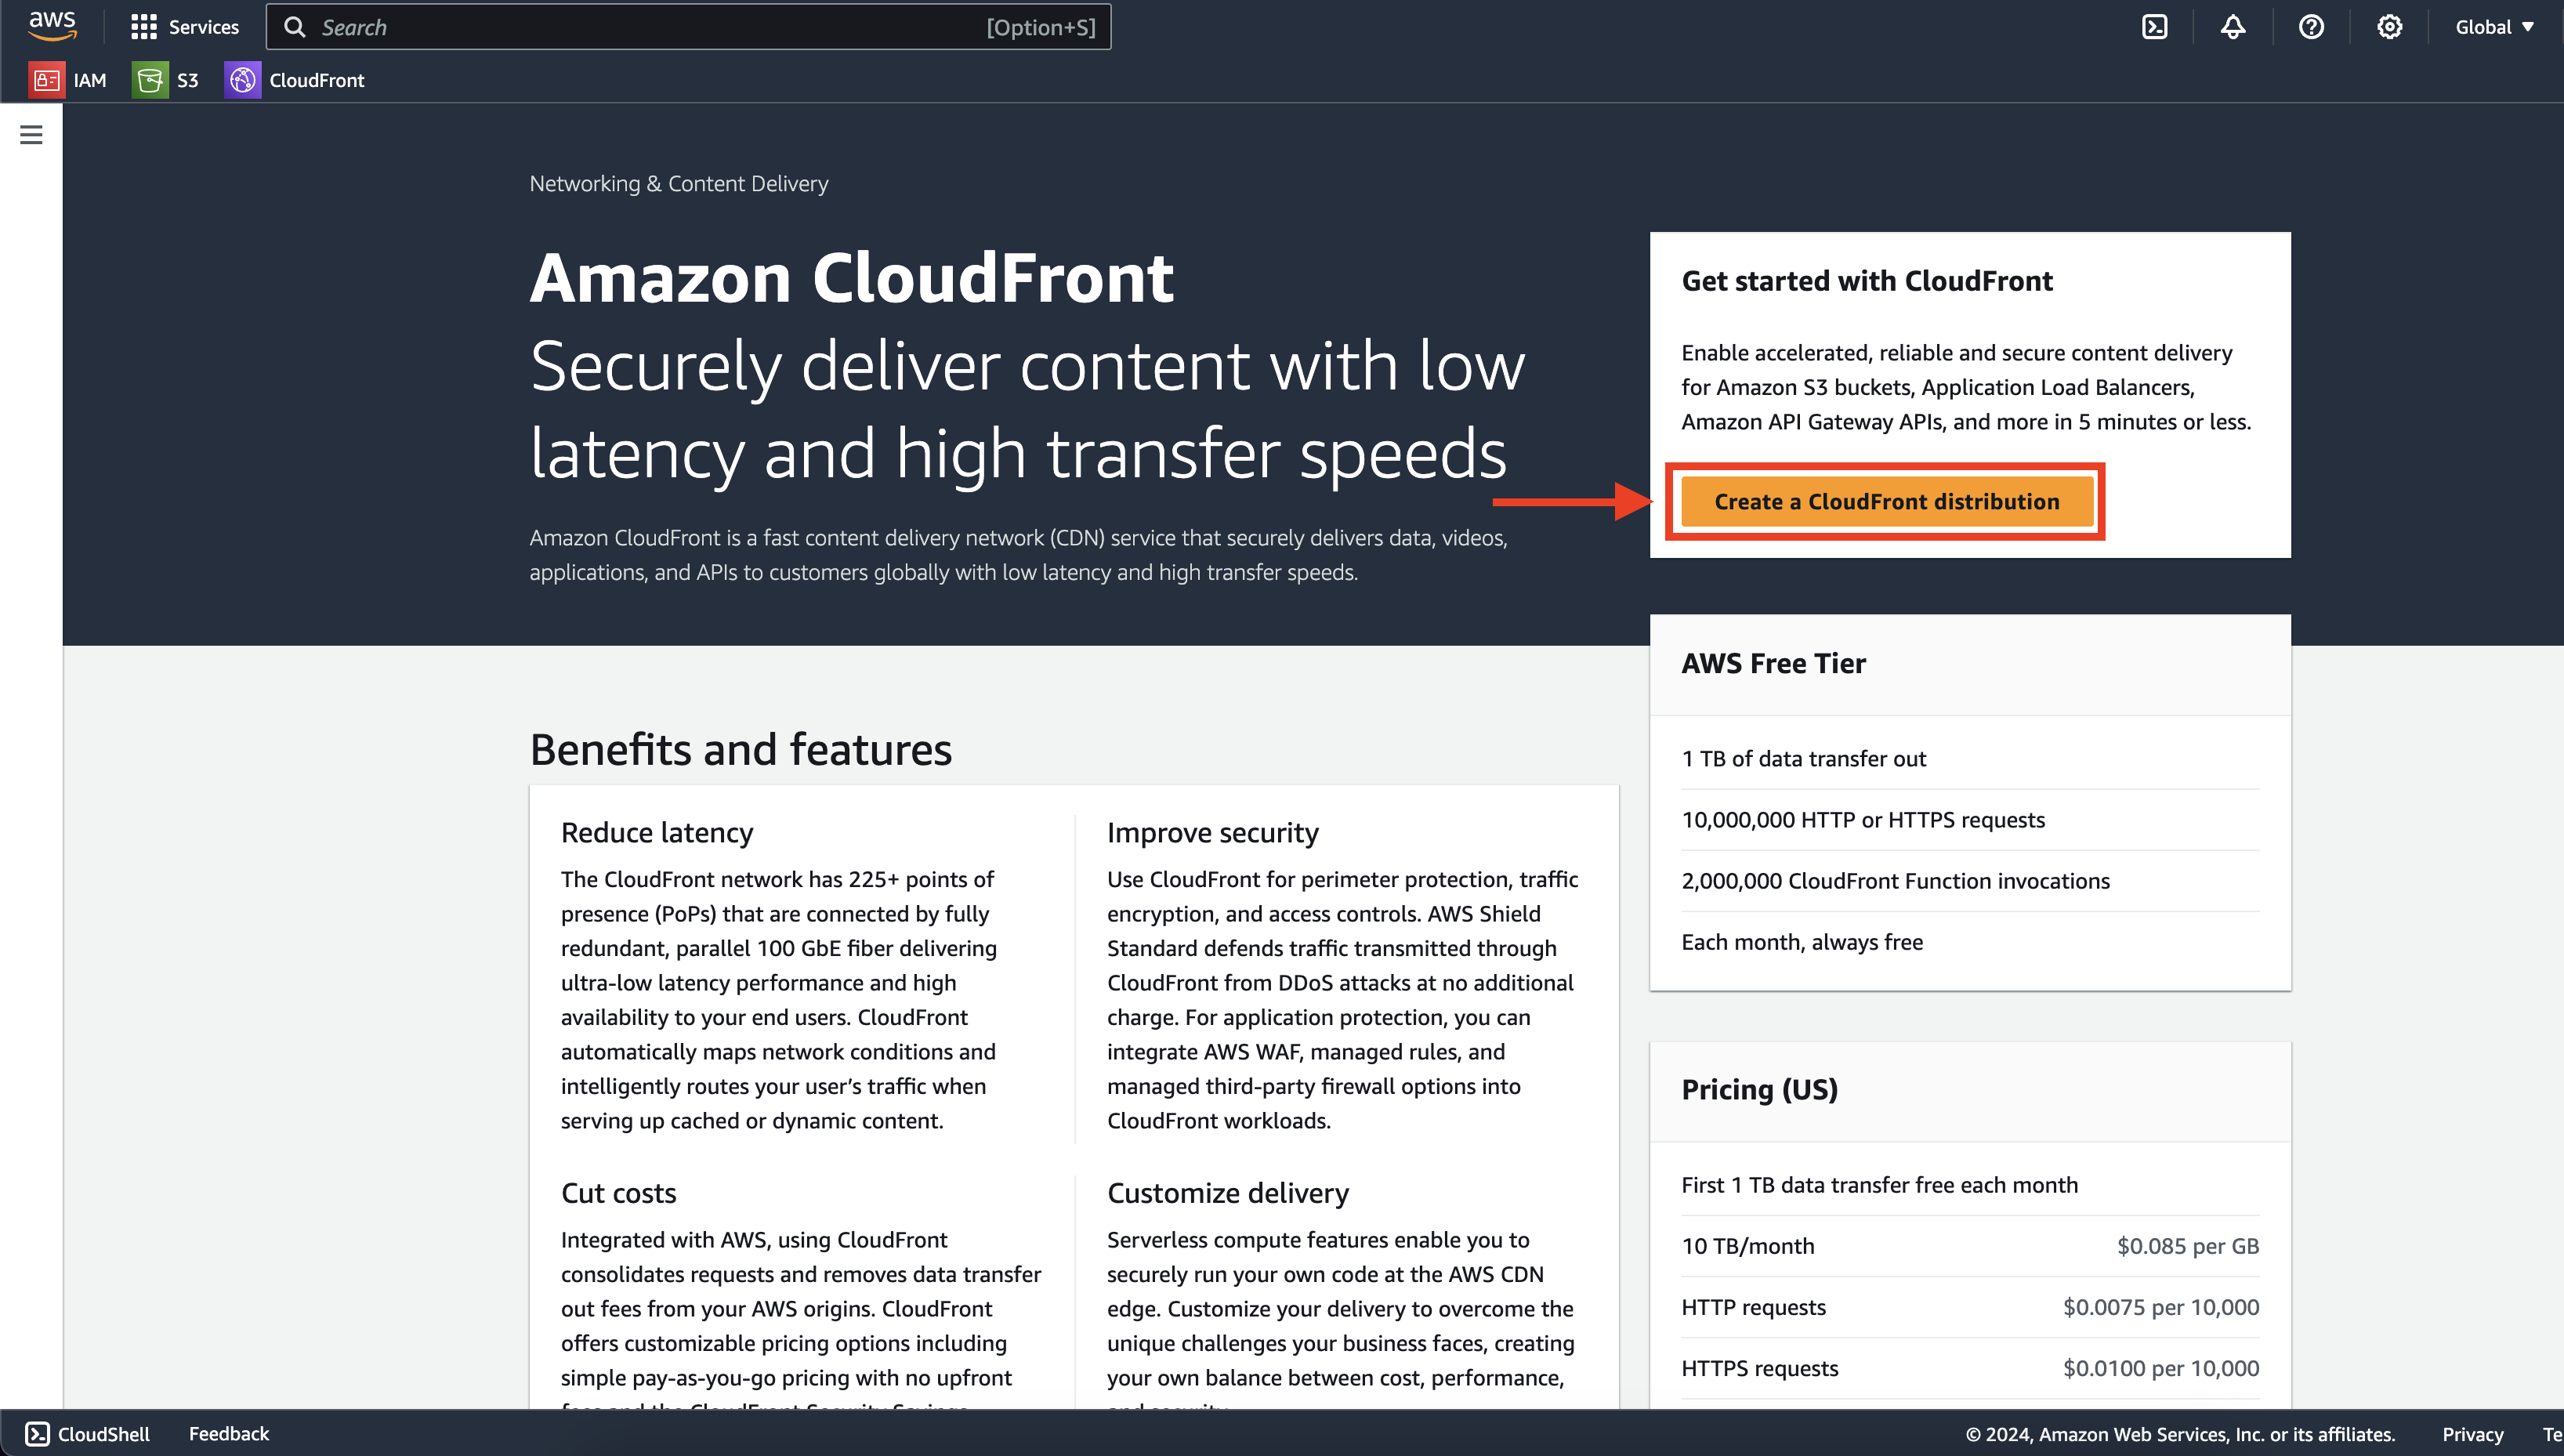 aws
Services
Search
[Option+S]
Global
IAM
S3
CloudFront
Networking & Content Delivery
Amazon CloudFront
Securely deliver content with low
latency and high transfer speeds
Amazon CloudFront is a fast content delivery network (CDN) service that securely delivers data, videos,
applications, and APIs to customers globally with low latency and high transfer speeds.
Get started with CloudFront
Enable accelerated, reliable and secure content delivery
for Amazon S3 buckets, Application Load Balancers,
Amazon API Gateway APIs, and more in 5 minutes or less.
Create a CloudFront distribution
AWS Free Tier
1 TB of data transfer out
10,000,000 HTTP or HTTPS requests
2,000,000 CloudFront Function invocations
Each month, always free
Benefits and features
Reduce latency
The CloudFront network has 225+ points of
presence (PoPs) that are connected by fully
redundant, parallel 100 GbE fiber delivering
ultra-low latency performance and high
availability to your end users. CloudFront
automatically maps network conditions and
intelligently routes your user’s traffic when
serving up cached or dynamic content.
Improve security
Use CloudFront for perimeter protection, traffic
encryption, and access controls. AWS Shield
Standard defends traffic transmitted through
CloudFront from DDoS attacks at no additional
charge. For application protection, you can
integrate AWS WAF, managed rules, and
managed third-party firewall options into
CloudFront workloads.
Cut costs
Integrated with AWS, using CloudFront
consolidates requests and removes data transfer
out fees from your AWS origins. CloudFront
offers customizable pricing options including
simple pay-as-you-go pricing with no upfront
fees and the CloudFront Security Savings
Customize delivery
Serverless compute features enable you to
securely run your own code at the AWS CDN
edge. Customize your delivery to overcome the
unique challenges your business faces, creating
your own balance between cost, performance,
and security.
Pricing (US)
First 1 TB data transfer free each month
10 TB/month
$0.085 per GB
HTTP requests
$0.0075 per 10,000
HTTPS requests
$0.0100 per 10,000
CloudShell
Feedback
© 2024, Amazon Web Services, Inc. or its affiliates.
Privacy
Te